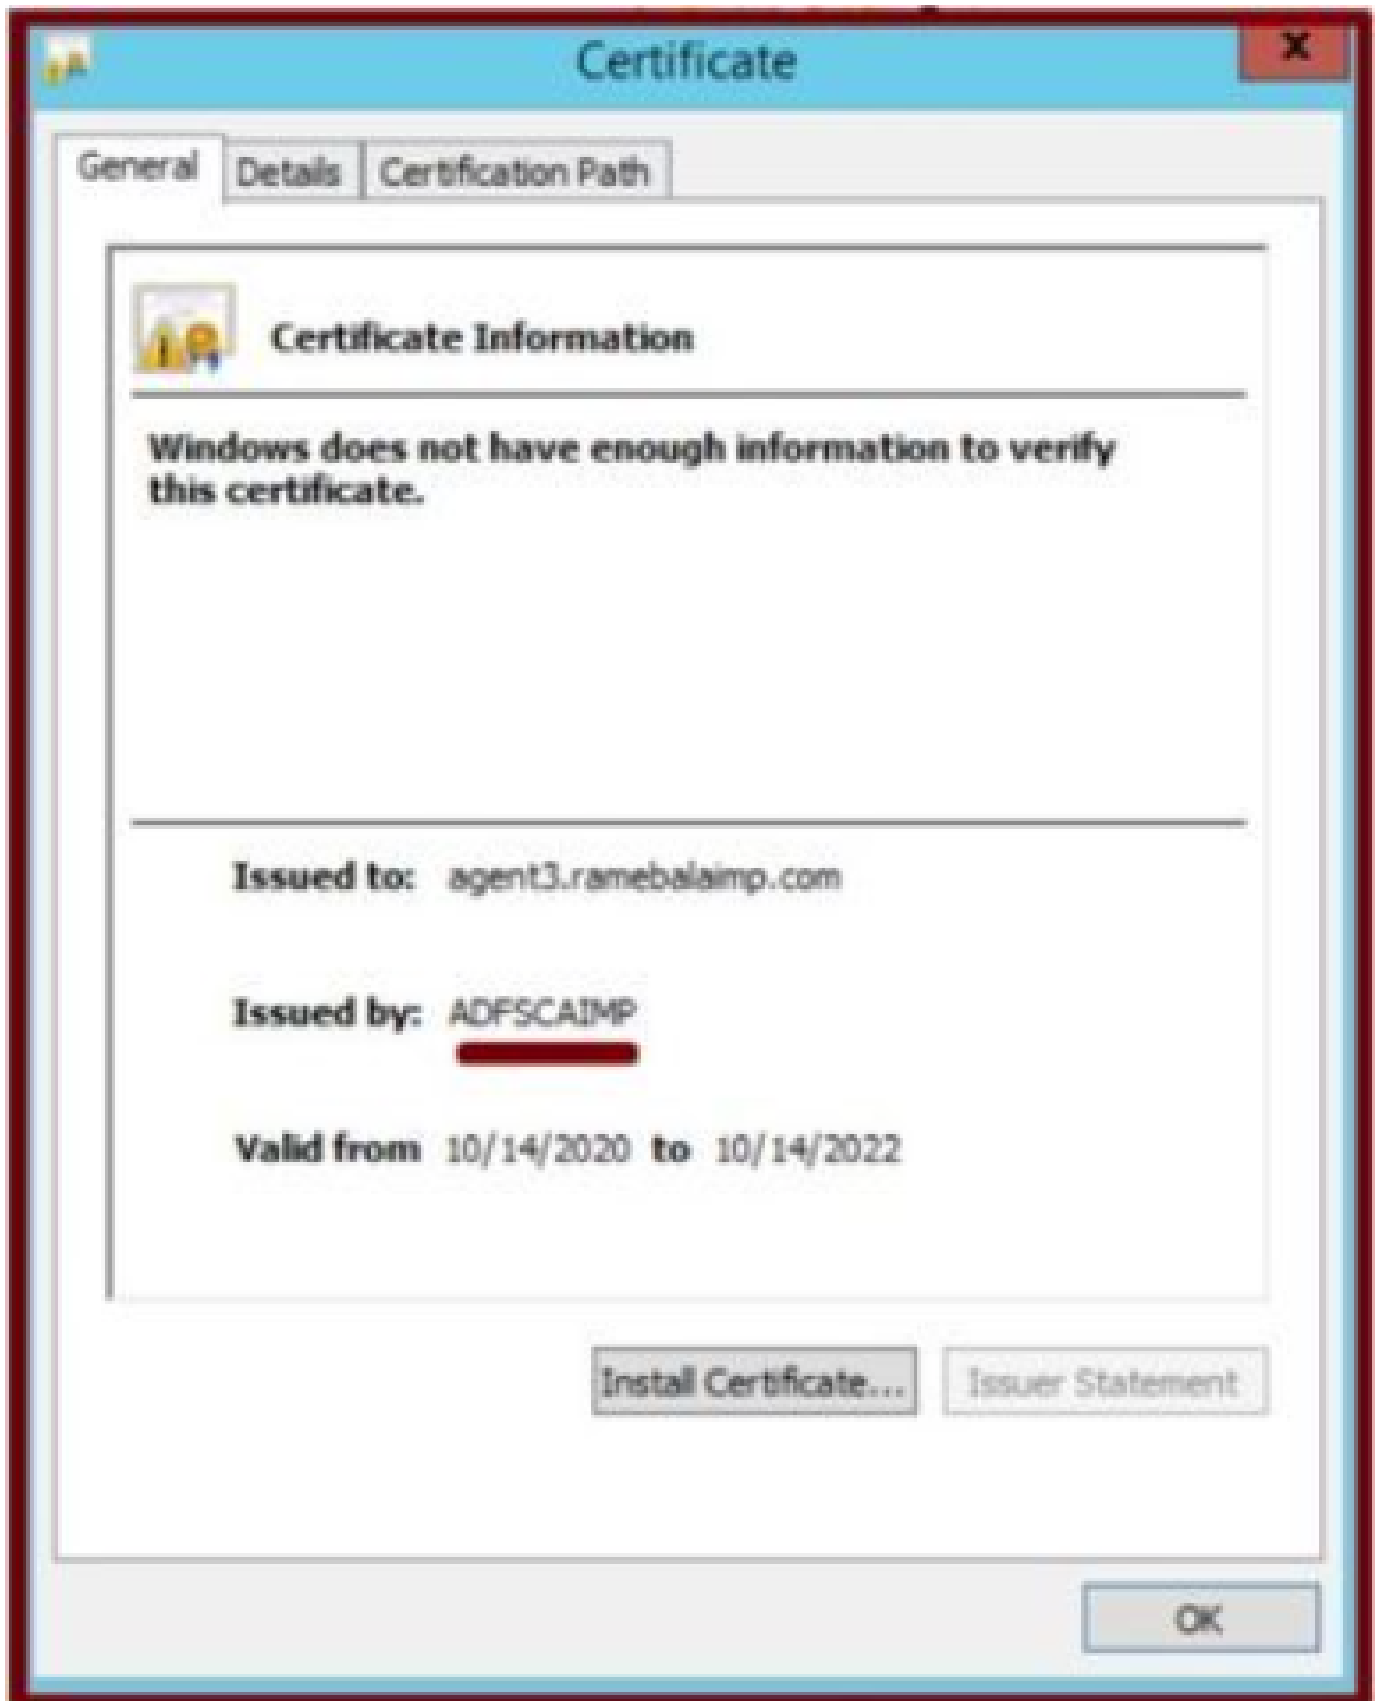 Certificate
x
General Details Certification Path
Certificate Information
Windows does not have enough information to verify
this certificate.
Issued to: agent3.ramebalaimp.com
Issued by: ADFSCAIMP
Valid from 10/14/2020 to 10/14/2022
Install Certificate... Issuer Statement
OK